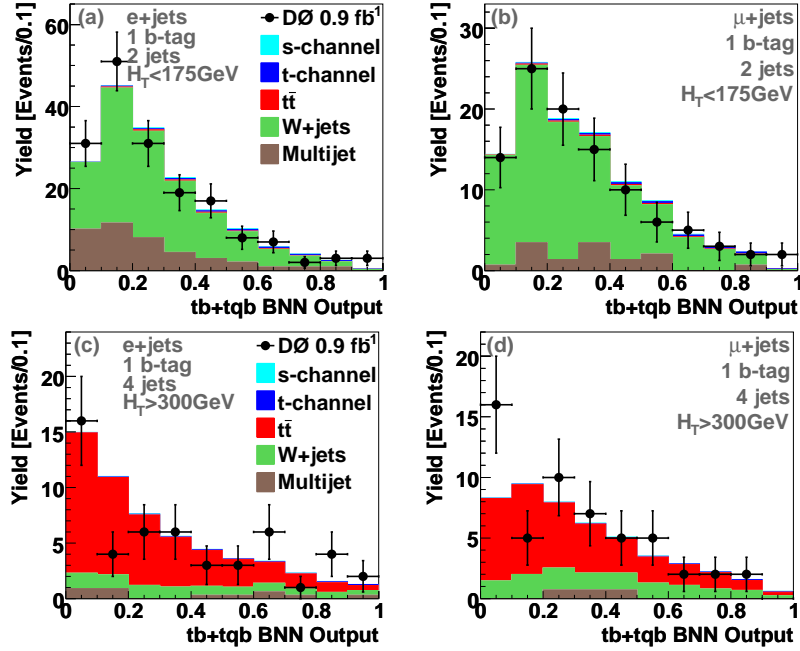 (a)
e+jets
1 b-tag
2 jets
H_T<175GeV
DØ 0.9 fb⁻¹
s-channel
t-channel
tt̄
W+jets
Multijet
Yield [Events/0.1]
60
40
20
0
0 0.2 0.4 0.6 0.8 1
tb+tqb BNN Output
(b)
μ+jets
1 b-tag
2 jets
H_T<175GeV
Yield [Events/0.1]
30
20
10
0
0 0.2 0.4 0.6 0.8 1
tb+tqb BNN Output
(c)
e+jets
1 b-tag
4 jets
H_T>300GeV
DØ 0.9 fb⁻¹
s-channel
t-channel
tt̄
W+jets
Multijet
Yield [Events/0.1]
20
15
10
5
0
0 0.2 0.4 0.6 0.8 1
tb+tqb BNN Output
(d)
μ+jets
1 b-tag
4 jets
H_T>300GeV
Yield [Events/0.1]
20
15
10
5
0
0 0.2 0.4 0.6 0.8 1
tb+tqb BNN Output